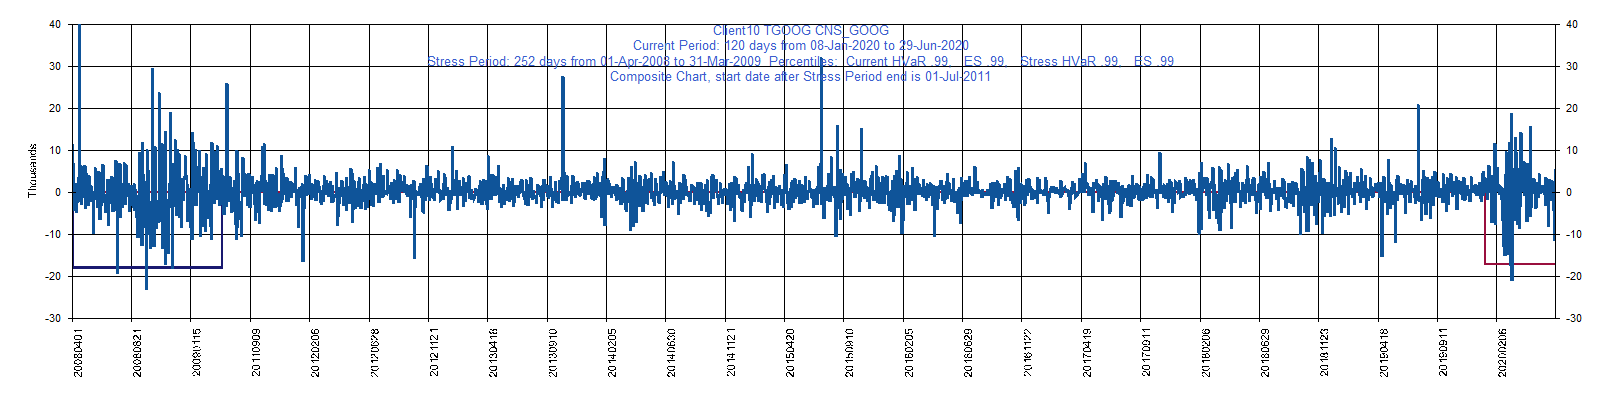 Client10 TGOOG CNS_GOOG
Current Period: 120 days from 08-Jan-2020 to 29-Jun-2020
Stress Period: 252 days from 01-Apr-2008 to 31-Mar-2009 Percentiles: Current HVaR .99, ES .99, Stress HVaR .99, ES .99
Composite Chart, start date after Stress Period end is 01-Jul-2011
40 40
30 30
20 20
10 10
0 0
-10 -10
-20 -20
-30 -30
Thousands
20080401 20080821 20090115 20110909 20120206 20120628 20121121 20130418 20130910 20140205 20140630 20141121 20150420 20150910 20160205 20160629 20161122 20170419 20170911 20180206 20180629 20181123 20190418 20190911 20200206